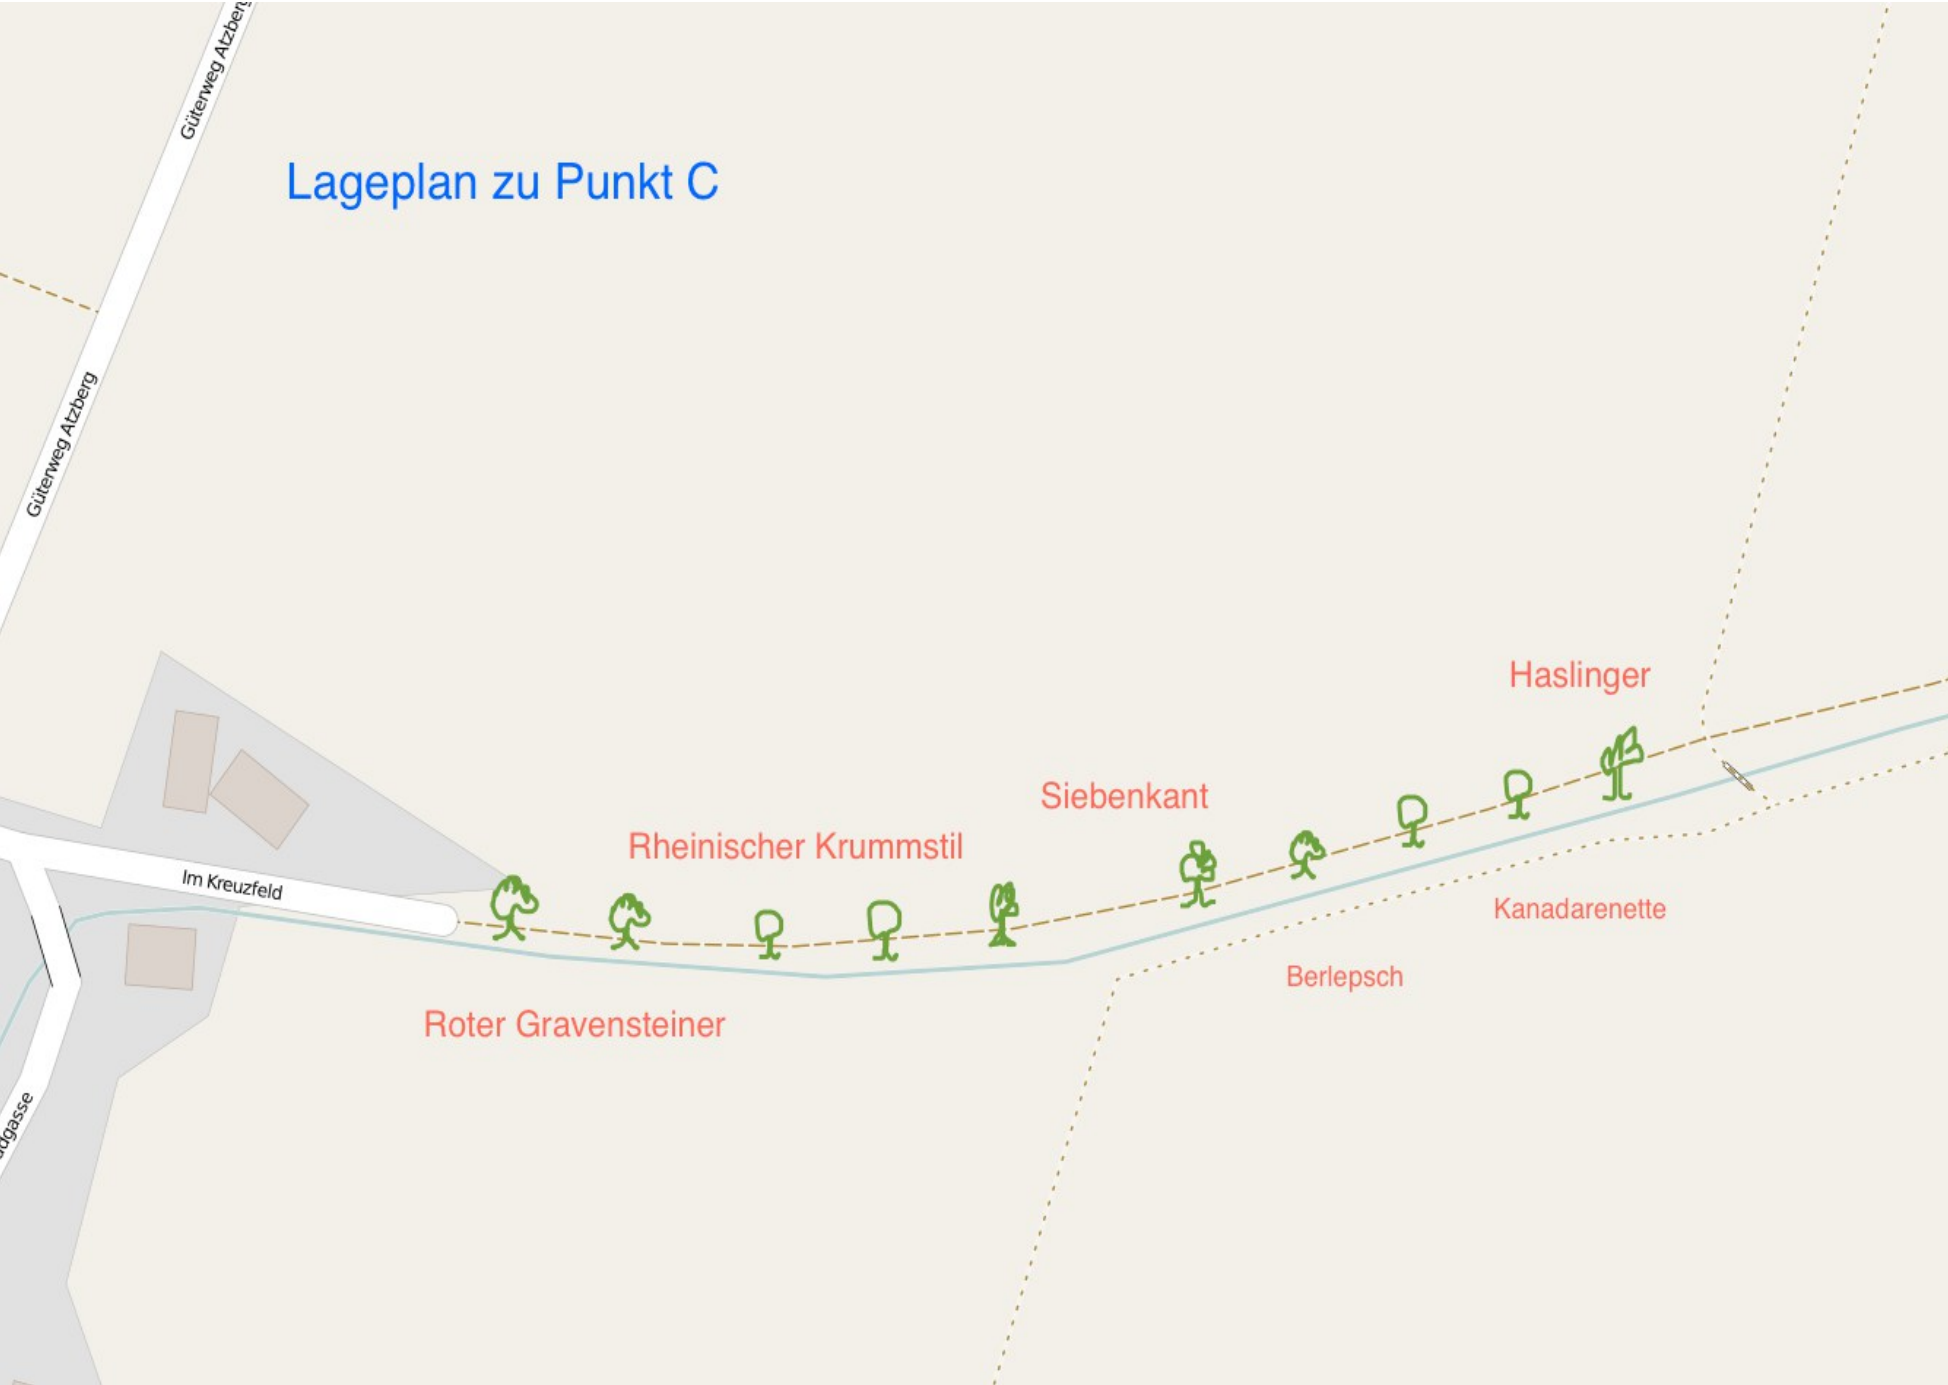 Güterweg Atzberg
Lageplan zu Punkt C
Güterweg Atzberg
Haslinger
Siebenkant
Rheinischer Krummstil
Im Kreuzfeld
Kanadarenette
Berlepsch
Roter Gravensteiner